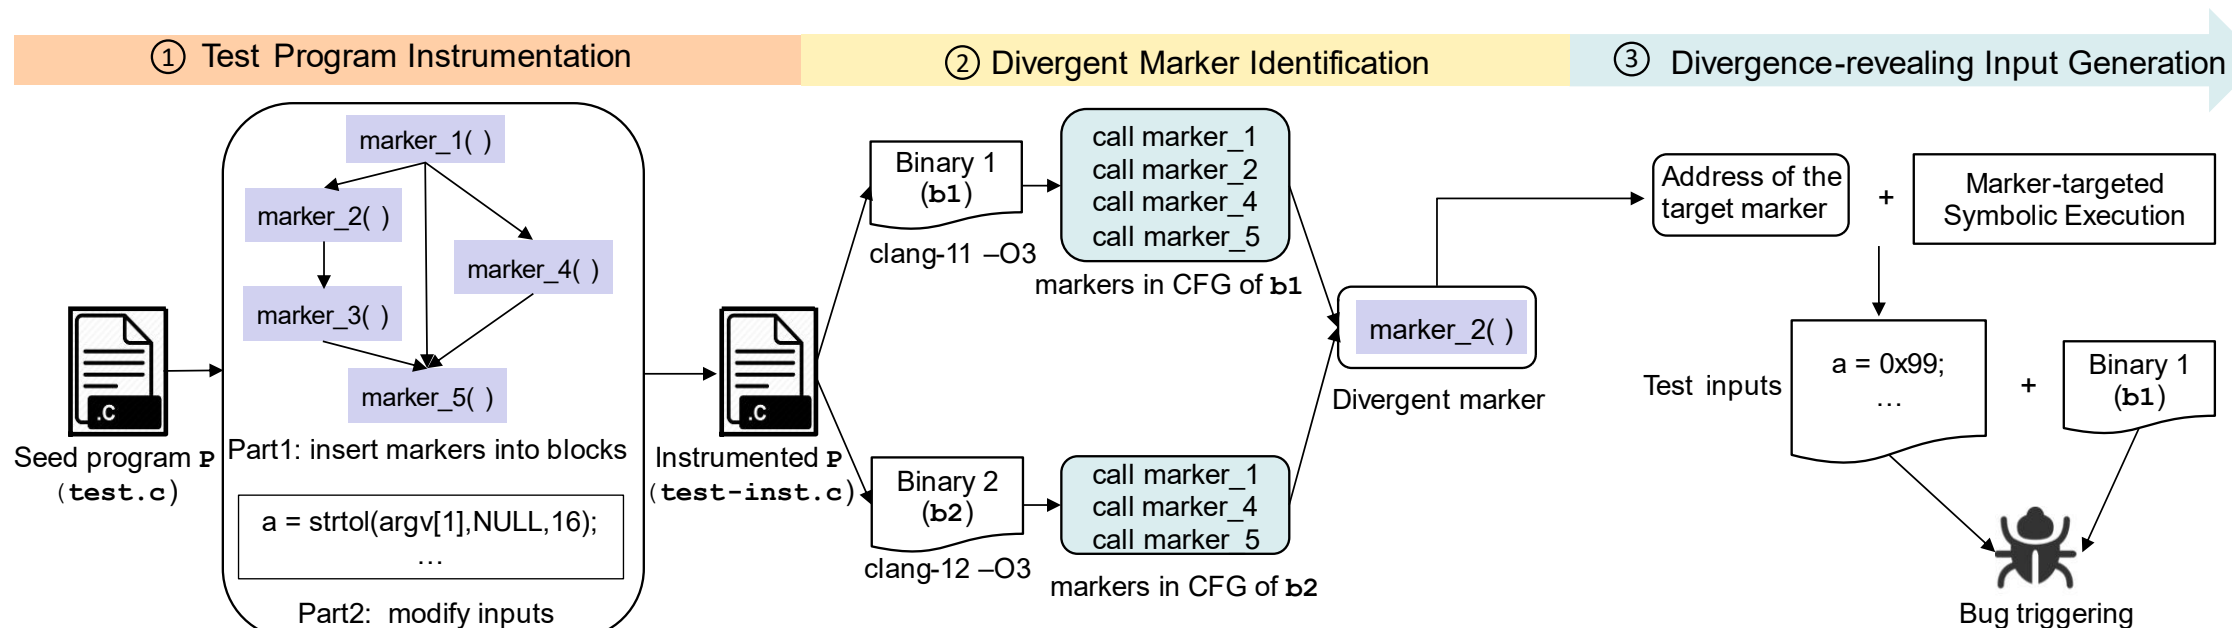 ① Test Program Instrumentation
② Divergent Marker Identification
③ Divergence-revealing Input Generation
marker_1( )
marker_2( )
marker_3( )
marker_4( )
marker_5( )
.C
Seed program P
(test.c)
Part1: insert markers into blocks
a = strtol(argv[1],NULL,16);
…
Part2: modify inputs
.C
Instrumented P
(test-inst.c)
Binary 1
(b1)
clang-11 –O3
call marker_1
call marker_2
call marker_4
call marker_5
markers in CFG of b1
Binary 2
(b2)
clang-12 –O3
call marker_1
call marker_4
call marker_5
markers in CFG of b2
marker_2( )
Divergent marker
Address of the
target marker
+
Marker-targeted
Symbolic Execution
Test inputs
a = 0x99;
…
+
Binary 1
(b1)
Bug triggering